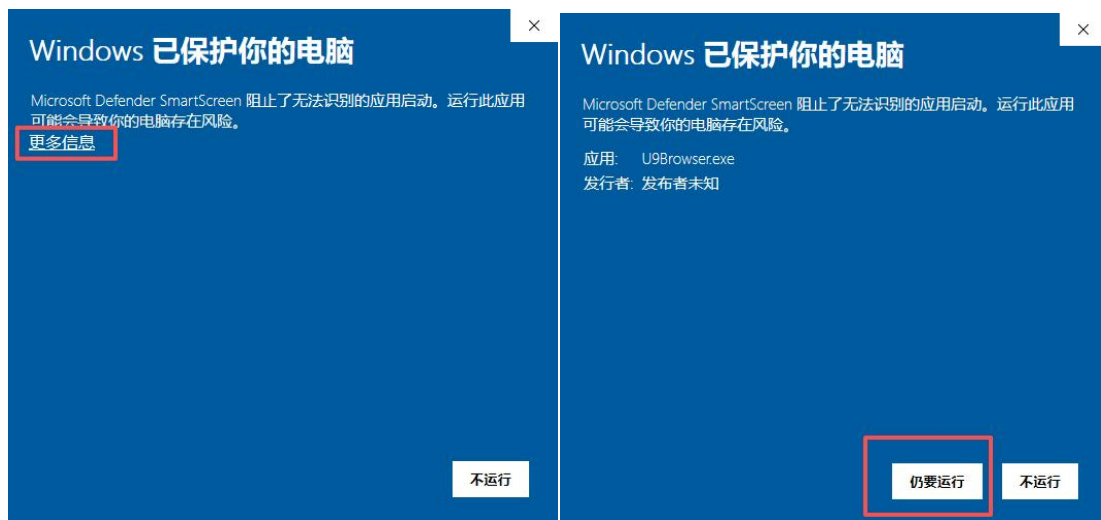 Windows 已保护你的电脑
Microsoft Defender SmartScreen 阻止了无法识别的应用启动。运行此应用
可能会导致你的电脑存在风险。
更多信息
不运行
Windows 已保护你的电脑
Microsoft Defender SmartScreen 阻止了无法识别的应用启动。运行此应用
可能会导致你的电脑存在风险。
应用: U9Browser.exe
发行者: 发布者未知
仍要运行 不运行